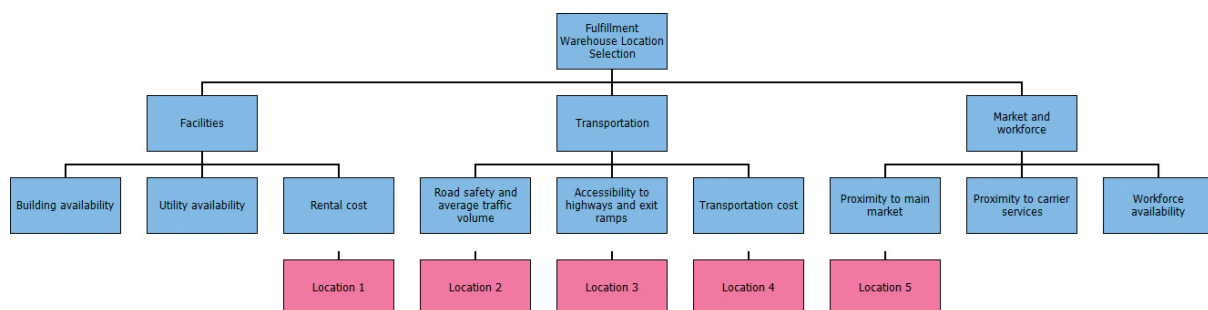 Fulfillment
Warehouse Location
Selection
Facilities
Transportation
Market and
workforce
Building availability
Utility availability
Rental cost
Road safety and
average traffic
volume
Accessibility to
highways and exit
ramps
Transportation cost
Proximity to main
market
Proximity to carrier
services
Workforce
availability
Location 1
Location 2
Location 3
Location 4
Location 5